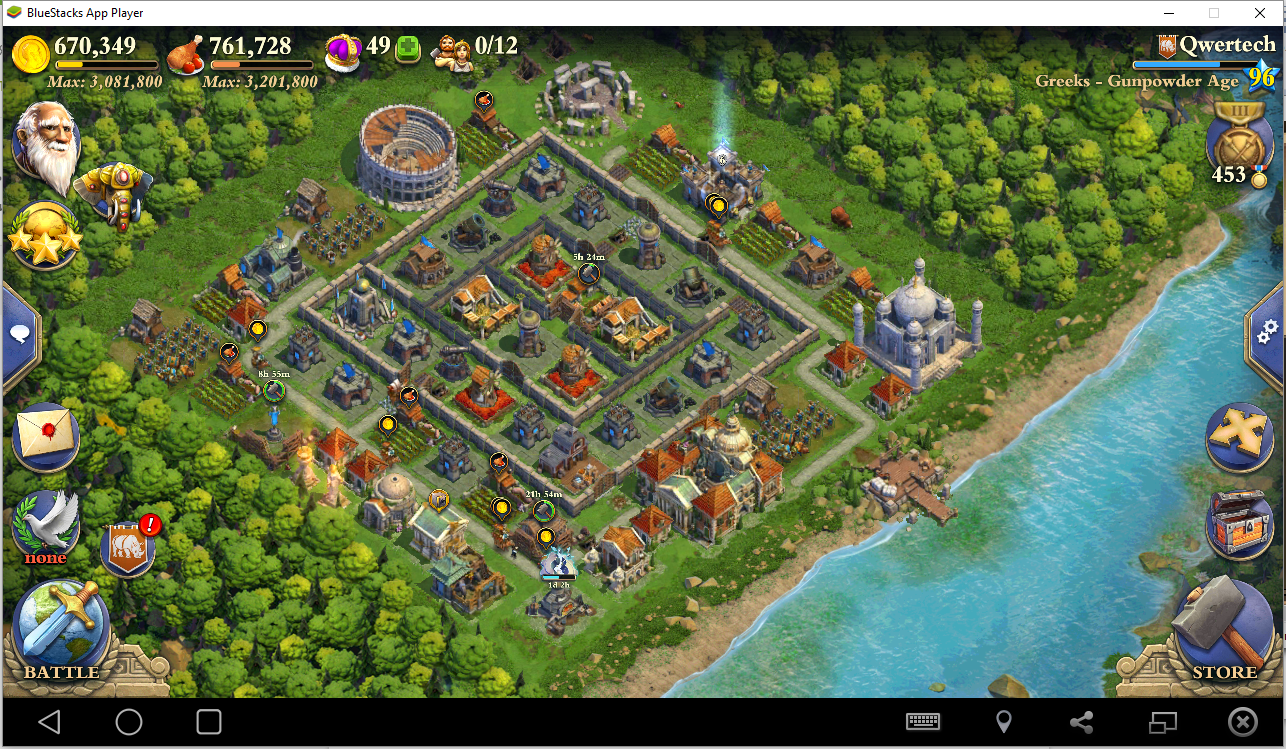 BlueStacks App Player
670,349
761,728
49
0/12
Qwertech
Max: 3,081,800
Max: 3,201,800
Greeks - Gunpowder Age
96
III
453
5h 24m
8h 55m
21h 54m
1d 2h
!
none
BATTLE
STORE